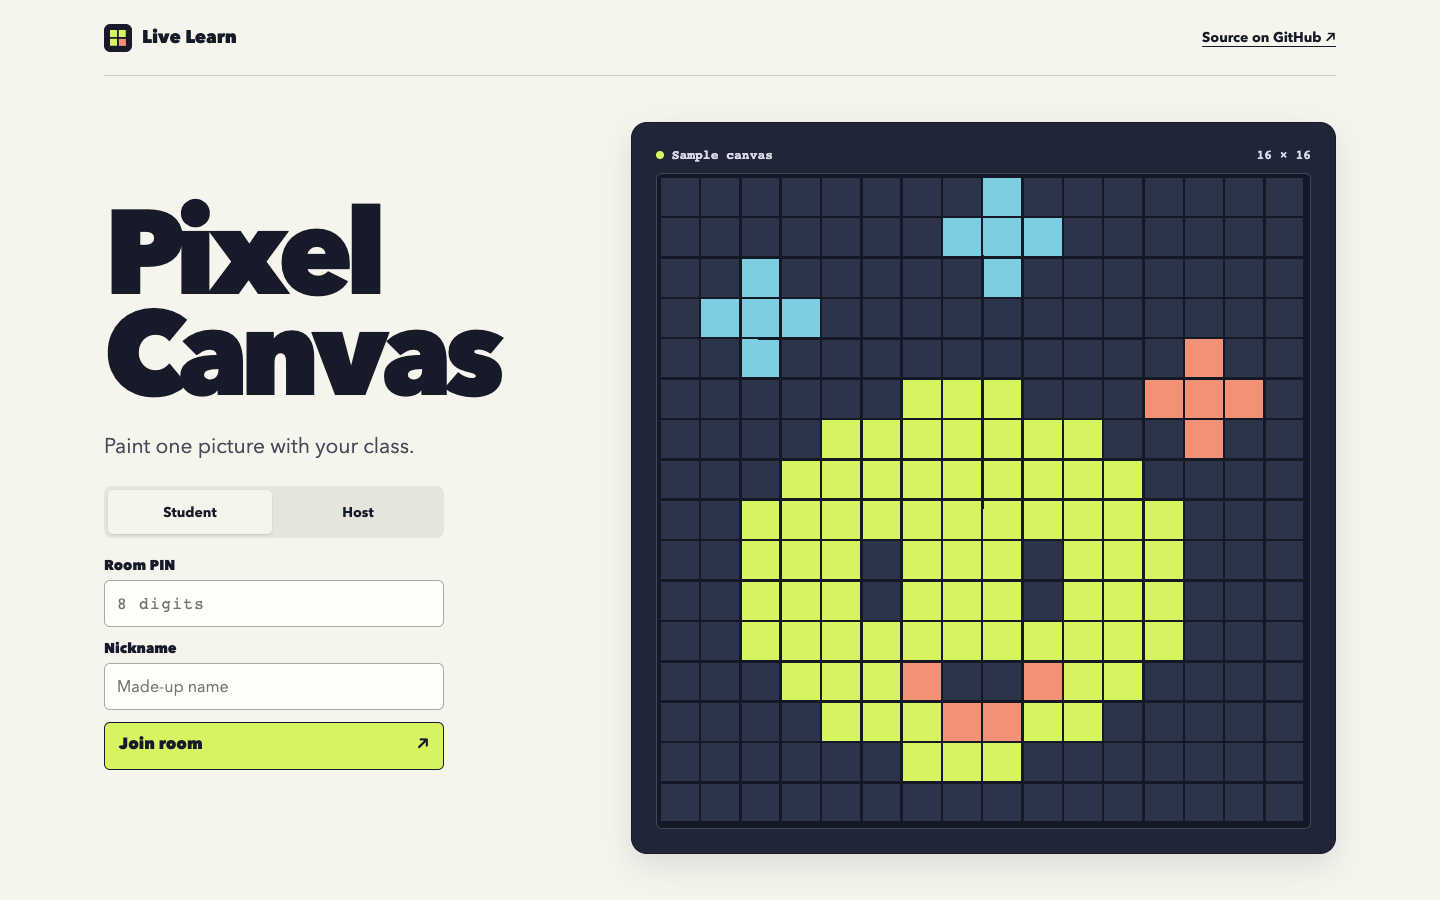 Live Learn
Source on GitHub ↗
Pixel
Canvas
Paint one picture with your class.
Student
Host
Room PIN
8 digits
Nickname
Made-up name
Join room ↗
Sample canvas
16 × 16